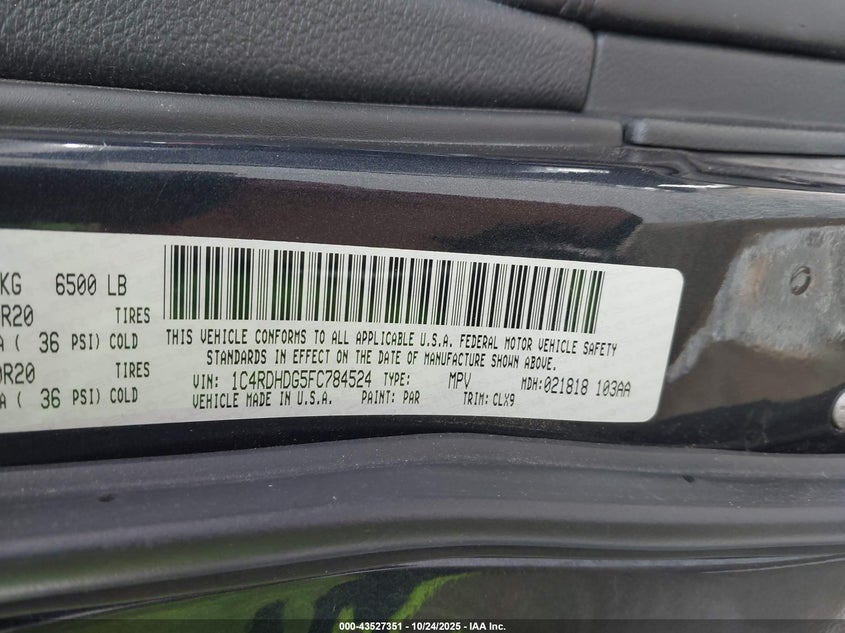 KG 6500 LB
R20 TIRES
( 36 PSI) COLD
R20 TIRES
A ( 36 PSI) COLD
THIS VEHICLE CONFORMS TO ALL APPLICABLE U.S.A. FEDERAL MOTOR VEHICLE SAFETY
STANDARDS IN EFFECT ON THE DATE OF MANUFACTURE SHOWN ABOVE.
VIN: 1C4RDHDG5FC784524 TYPE: MPV MDH:021818 103AA
VEHICLE MADE IN U.S.A. PAINT: PAR TRIM: CLX9
000-43527351 - 10/24/2025 - IAA Inc.